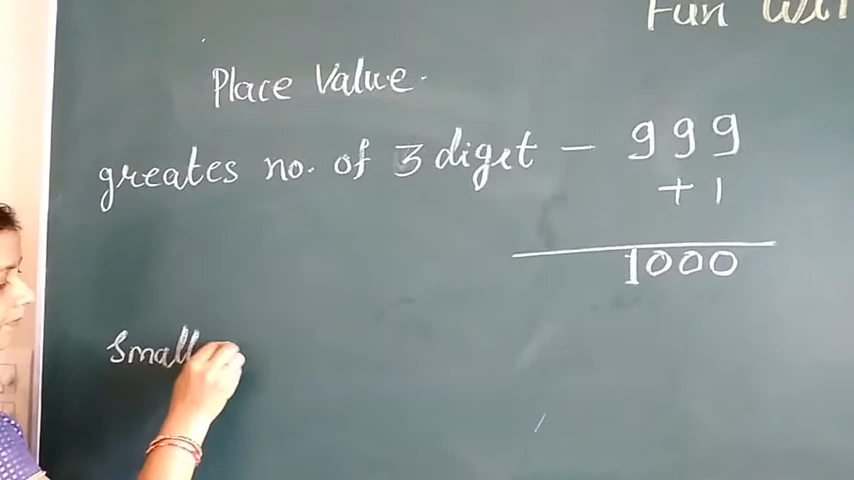 Fun
Place Value.
greates no. of 3 digit - 999
+ 1
1000
Small